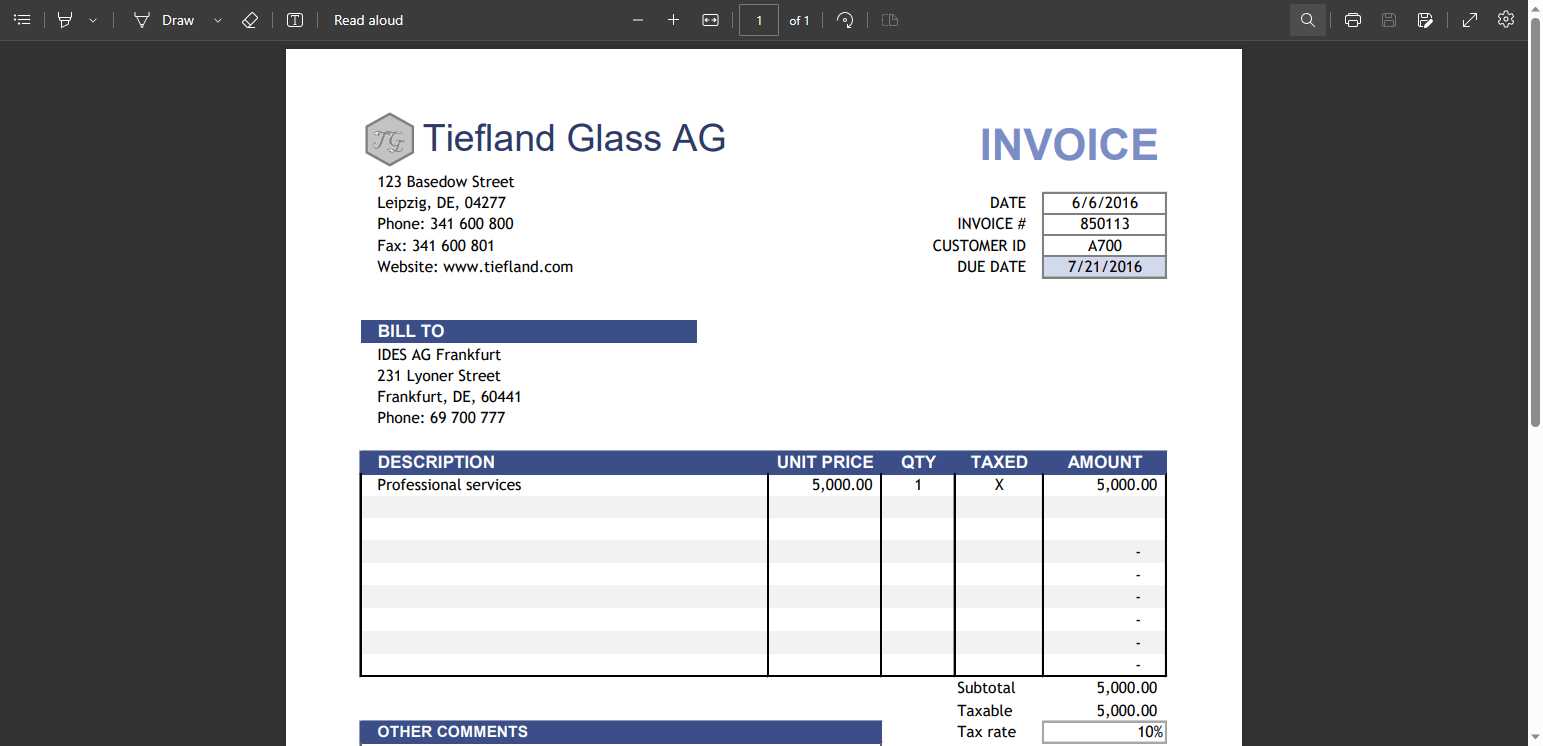 Draw
Read aloud
1 of 1
TG Tiefland Glass AG
INVOICE
123 Basedow Street
Leipzig, DE, 04277
Phone: 341 600 800
Fax: 341 600 801
Website: www.tiefland.com
DATE 6/6/2016
INVOICE # 850113
CUSTOMER ID A700
DUE DATE 7/21/2016
BILL TO
IDES AG Frankfurt
231 Lyoner Street
Frankfurt, DE, 60441
Phone: 69 700 777
DESCRIPTION UNIT PRICE QTY TAXED AMOUNT
Professional services 5,000.00 1 X 5,000.00
-
-
-
-
-
-
Subtotal 5,000.00
Taxable 5,000.00
Tax rate 10%
OTHER COMMENTS